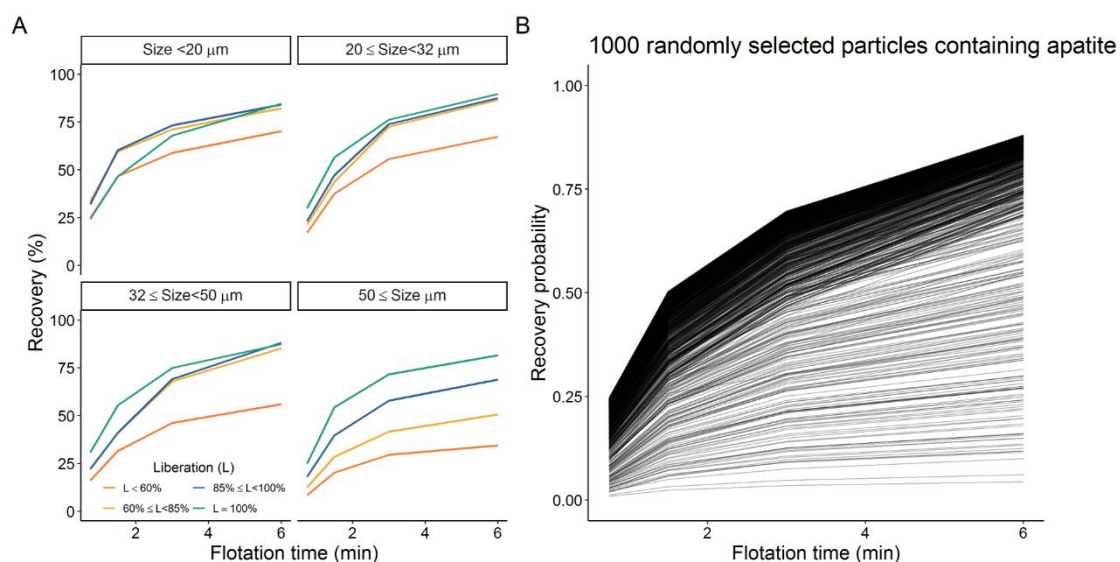 A
Size <20 μm
20 ≤ Size<32 μm
100
75
50
25
0
32 ≤ Size<50 μm
50 ≤ Size μm
100
75
50
25
0
Recovery (%)
Liberation (L)
L < 60%
85% ≤ L<100%
60% ≤ L<85%
L = 100%
2 4 6
2 4 6
Flotation time (min)
B
1000 randomly selected particles containing apatite
1.00
0.75
0.50
0.25
0.00
Recovery probability
2 4 6
Flotation time (min)